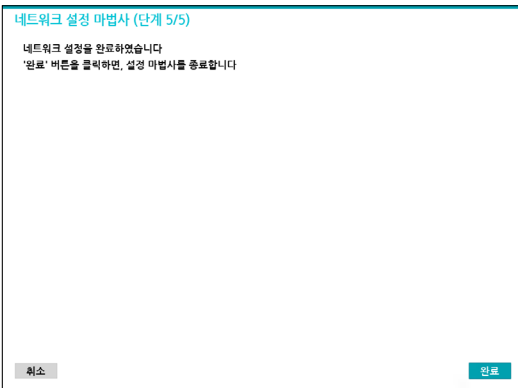 네트워크 설정 마법사 (단계 5/5)
네트워크 설정을 완료하였습니다
'완료' 버튼을 클릭하면, 설정 마법사를 종료합니다
취소
완료